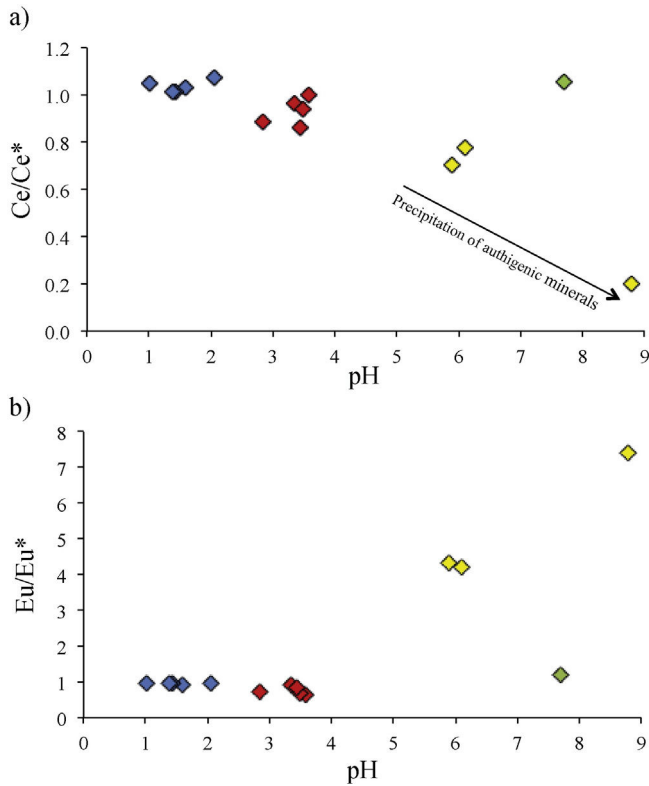 a)
1.2
1.0
0.8
0.6
0.4
0.2
0.0
Ce/Ce*
Precipitation of authigenic minerals
0 1 2 3 4 5 6 7 8 9
pH
b)
8
7
6
5
4
3
2
1
0
Eu/Eu*
0 1 2 3 4 5 6 7 8 9
pH